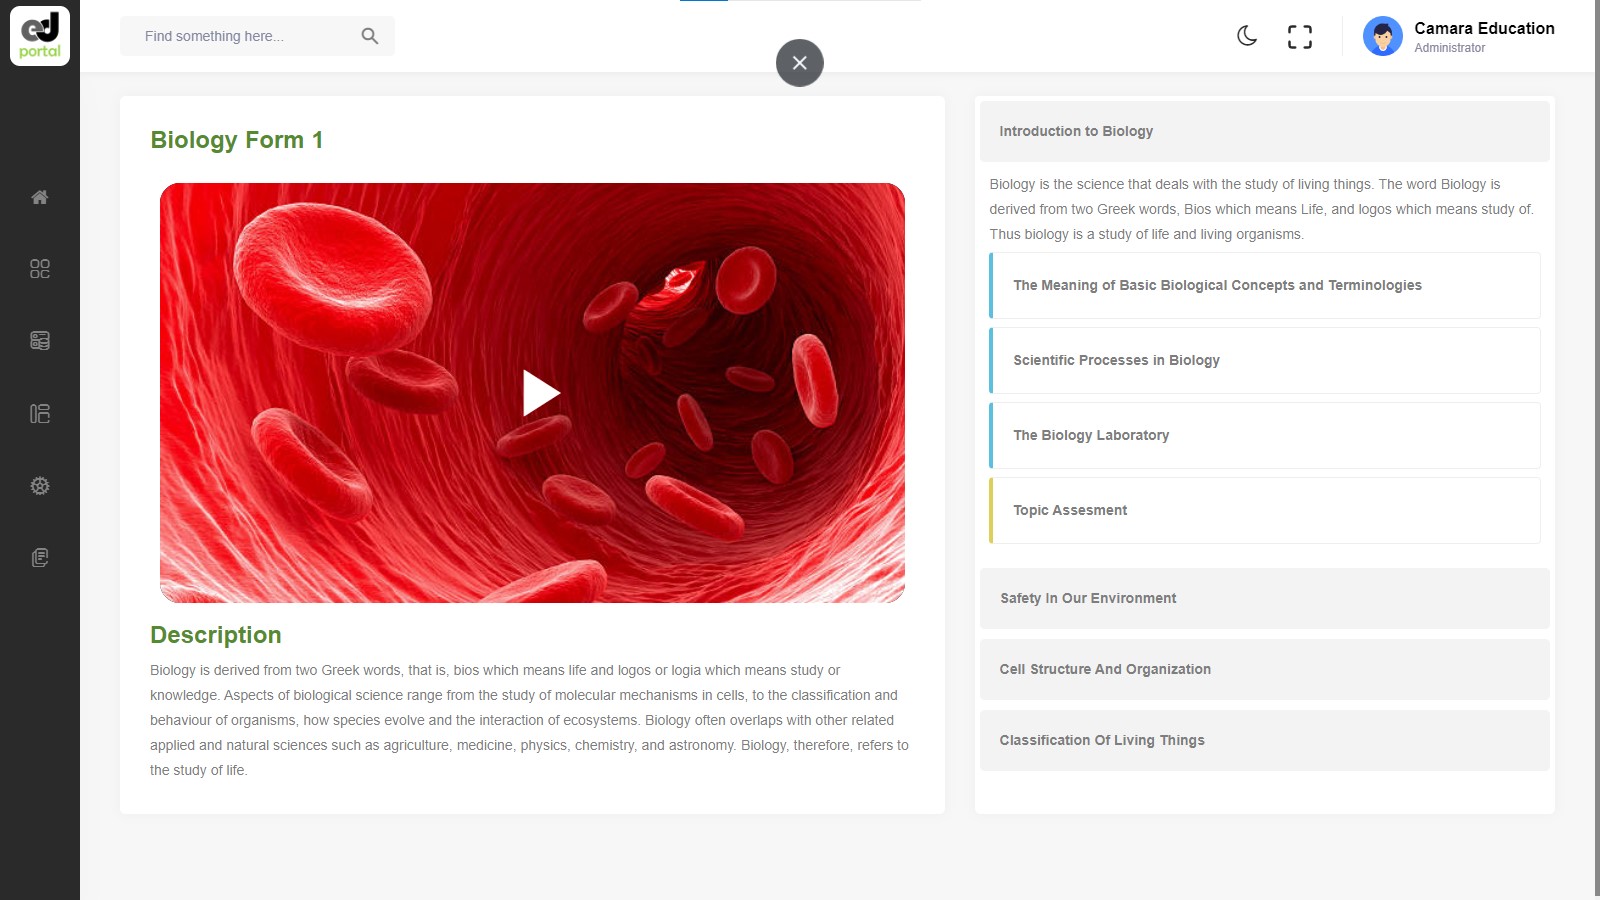 ed
portal
Find something here...
Camara Education
Administrator
Biology Form 1
Description
Biology is derived from two Greek words, that is, bios which means life and logos or logia which means study or
knowledge. Aspects of biological science range from the study of molecular mechanisms in cells, to the classification and
behaviour of organisms, how species evolve and the interaction of ecosystems. Biology often overlaps with other related
applied and natural sciences such as agriculture, medicine, physics, chemistry, and astronomy. Biology, therefore, refers to
the study of life.
Introduction to Biology
Biology is the science that deals with the study of living things. The word Biology is
derived from two Greek words, Bios which means Life, and logos which means study of.
Thus biology is a study of life and living organisms.
The Meaning of Basic Biological Concepts and Terminologies
Scientific Processes in Biology
The Biology Laboratory
Topic Assesment
Safety In Our Environment
Cell Structure And Organization
Classification Of Living Things